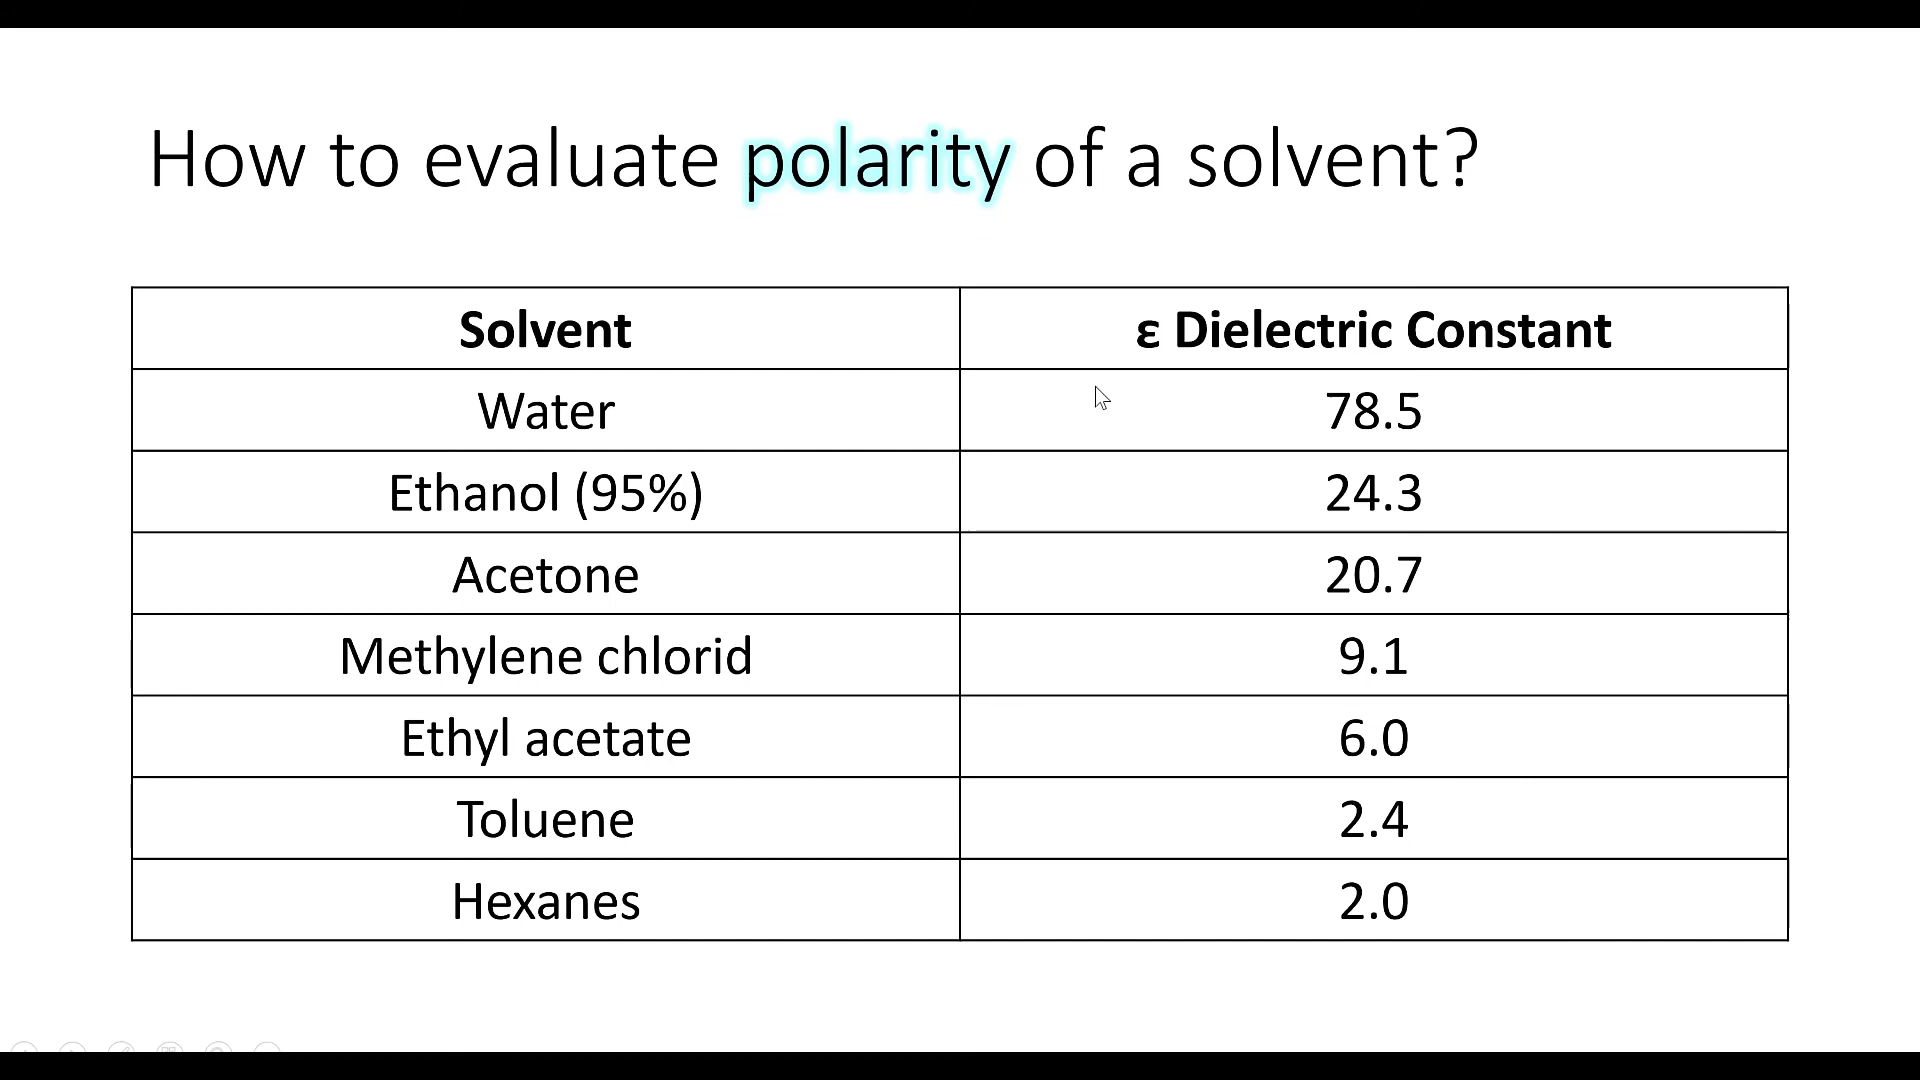 How to evaluate polarity of a solvent?
Solvent ε Dielectric Constant
Water 78.5
Ethanol (95%) 24.3
Acetone 20.7
Methylene chlorid 9.1
Ethyl acetate 6.0
Toluene 2.4
Hexanes 2.0